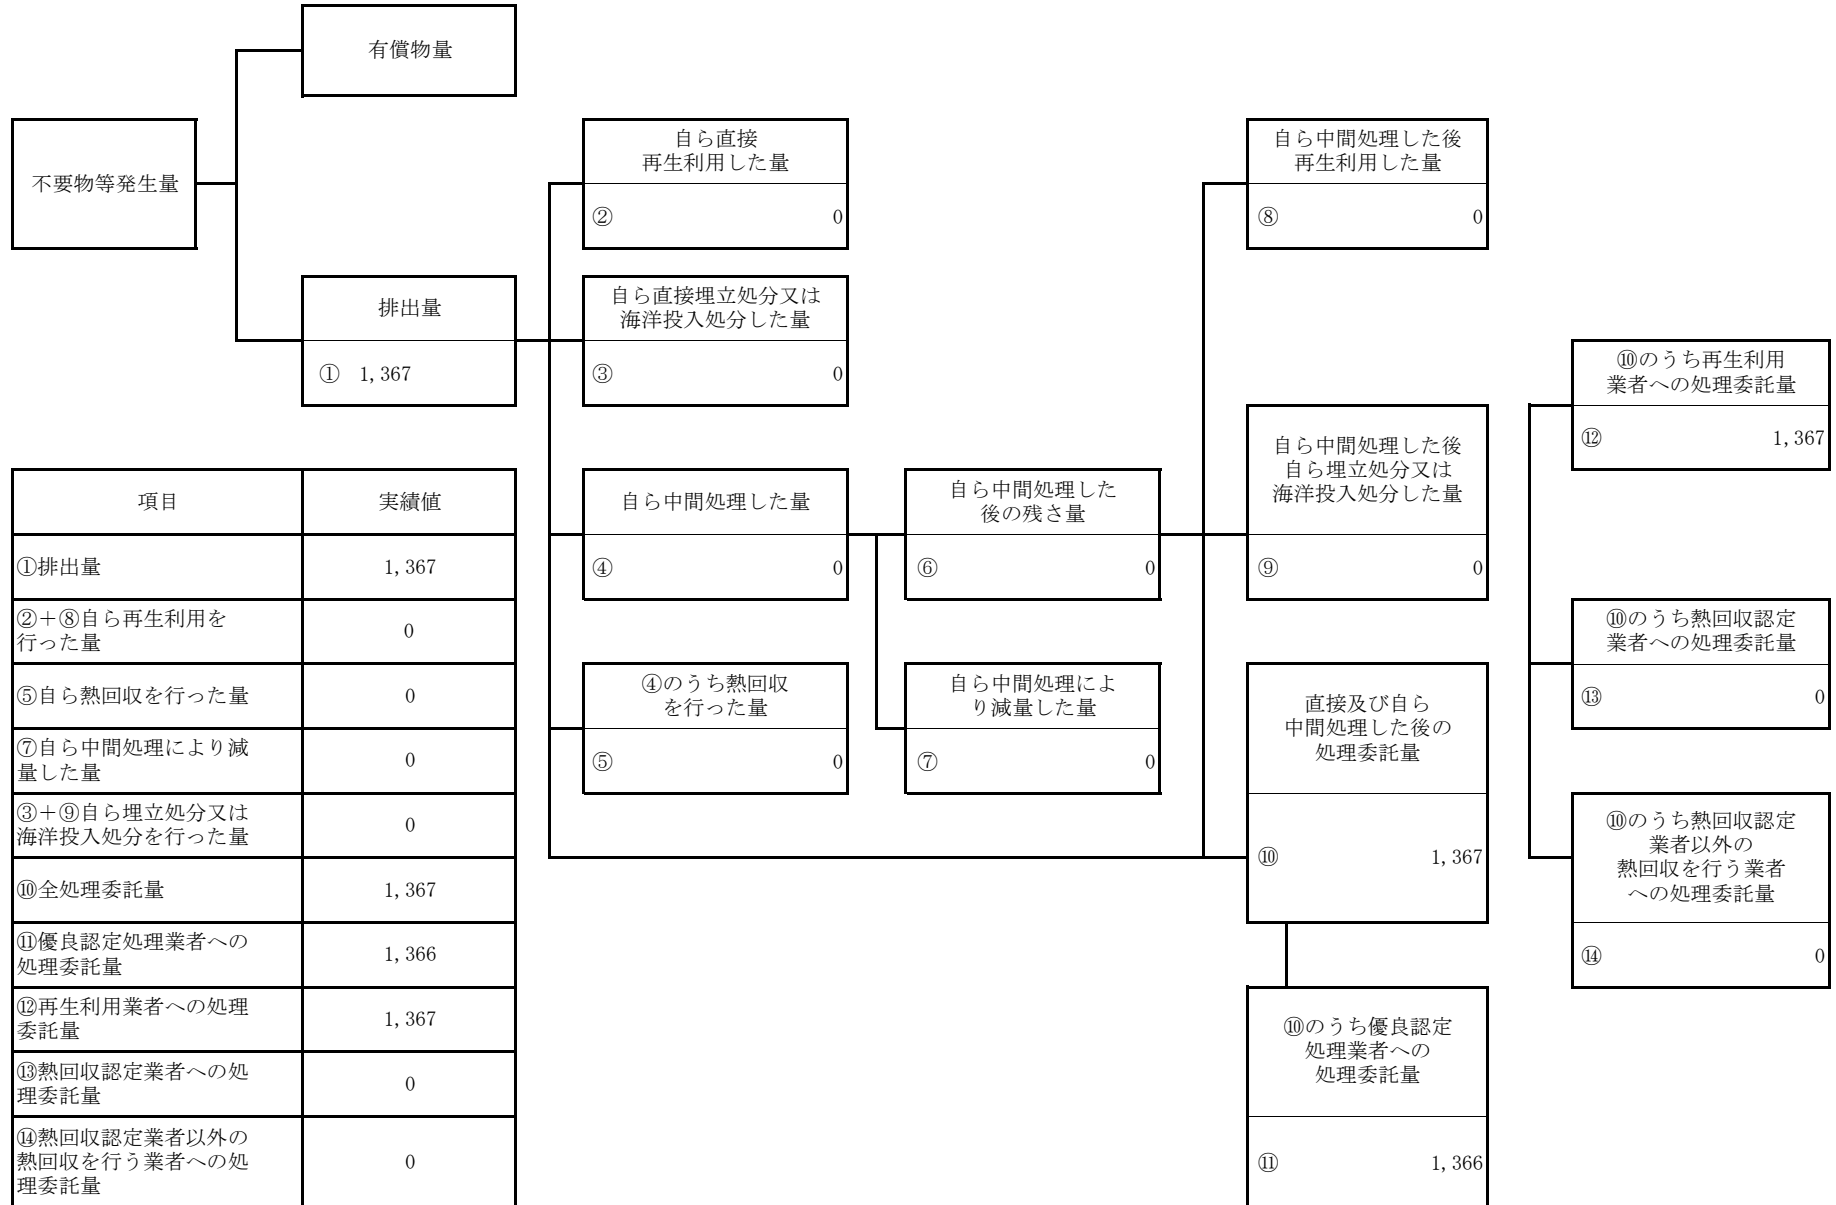 有償物量
不要物等発生量
排出量
① 1,367
自ら直接
再生利用した量
② 0
自ら直接埋立処分又は
海洋投入処分した量
③ 0
自ら中間処理した量
④ 0
④のうち熱回収
を行った量
⑤ 0
自ら中間処理した
後の残さ量
⑥ 0
自ら中間処理によ
り減量した量
⑦ 0
自ら中間処理した後
再生利用した量
⑧ 0
自ら中間処理した後
自ら埋立処分又は
海洋投入処分した量
⑨ 0
直接及び自ら
中間処理した後の
処理委託量
⑩ 1,367
⑩のうち優良認定
処理業者への
処理委託量
⑪ 1,366
⑩のうち再生利用
業者への処理委託量
⑫ 1,367
⑩のうち熱回収認定
業者への処理委託量
⑬ 0
⑩のうち熱回収認定
業者以外の
熱回収を行う業者
への処理委託量
⑭ 0
項目 実績値
①排出量 1,367
②+⑧自ら再生利用を
行った量 0
⑤自ら熱回収を行った量 0
⑦自ら中間処理により減
量した量 0
③+⑨自ら埋立処分又は
海洋投入処分を行った量 0
⑩全処理委託量 1,367
⑪優良認定処理業者への
処理委託量 1,366
⑫再生利用業者への処理
委託量 1,367
⑬熱回収認定業者への処
理委託量 0
⑭熱回収認定業者以外の
熱回収を行う業者への処
理委託量 0